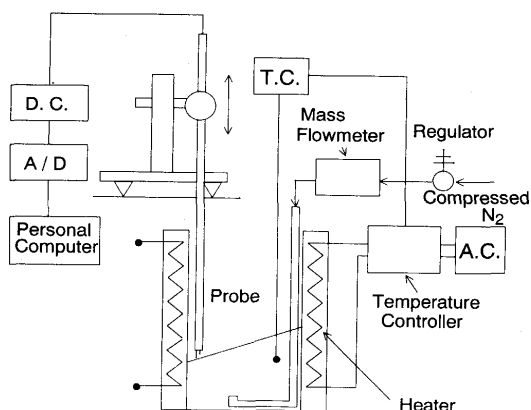 D. C.
A / D
Personal
Computer
T.C.
Mass
Flowmeter
Regulator
Compressed
N2
A.C.
Temperature
Controller
Probe
Heater